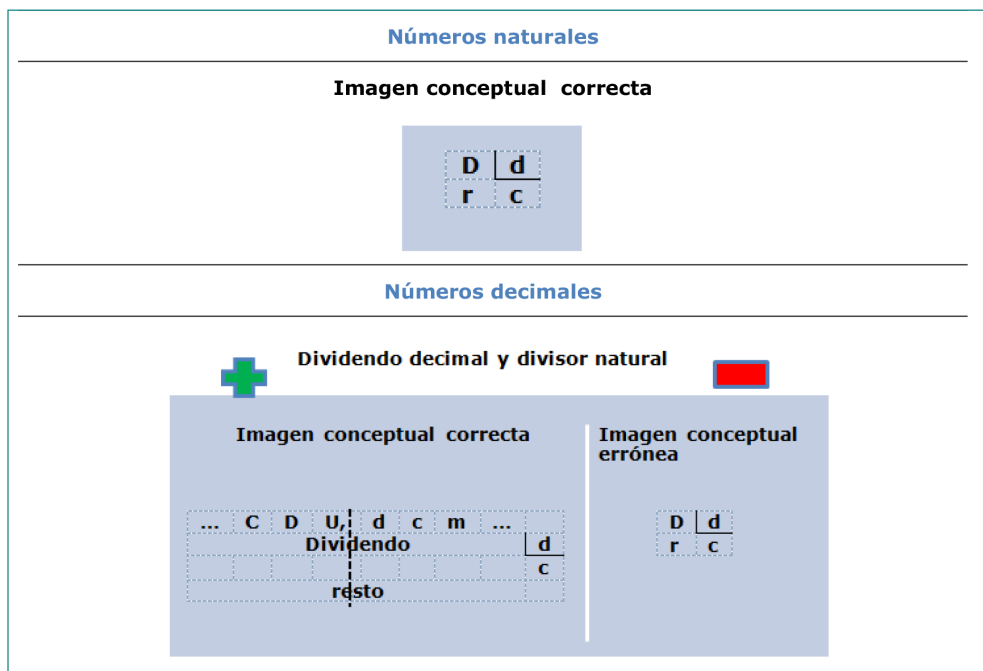 Números naturales
Imagen conceptual correcta
D d
r c
Números decimales
Dividendo decimal y divisor natural
Imagen conceptual correcta
... C D U, d c m ...
Dividendo d
c
resto
Imagen conceptual
errónea
D d
r c